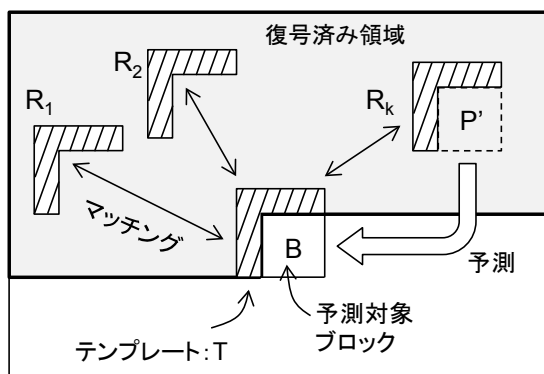 復号済み領域
R2
R1
Rk
P'
マッチング
B
予測
予測対象
ブロック
テンプレート：T